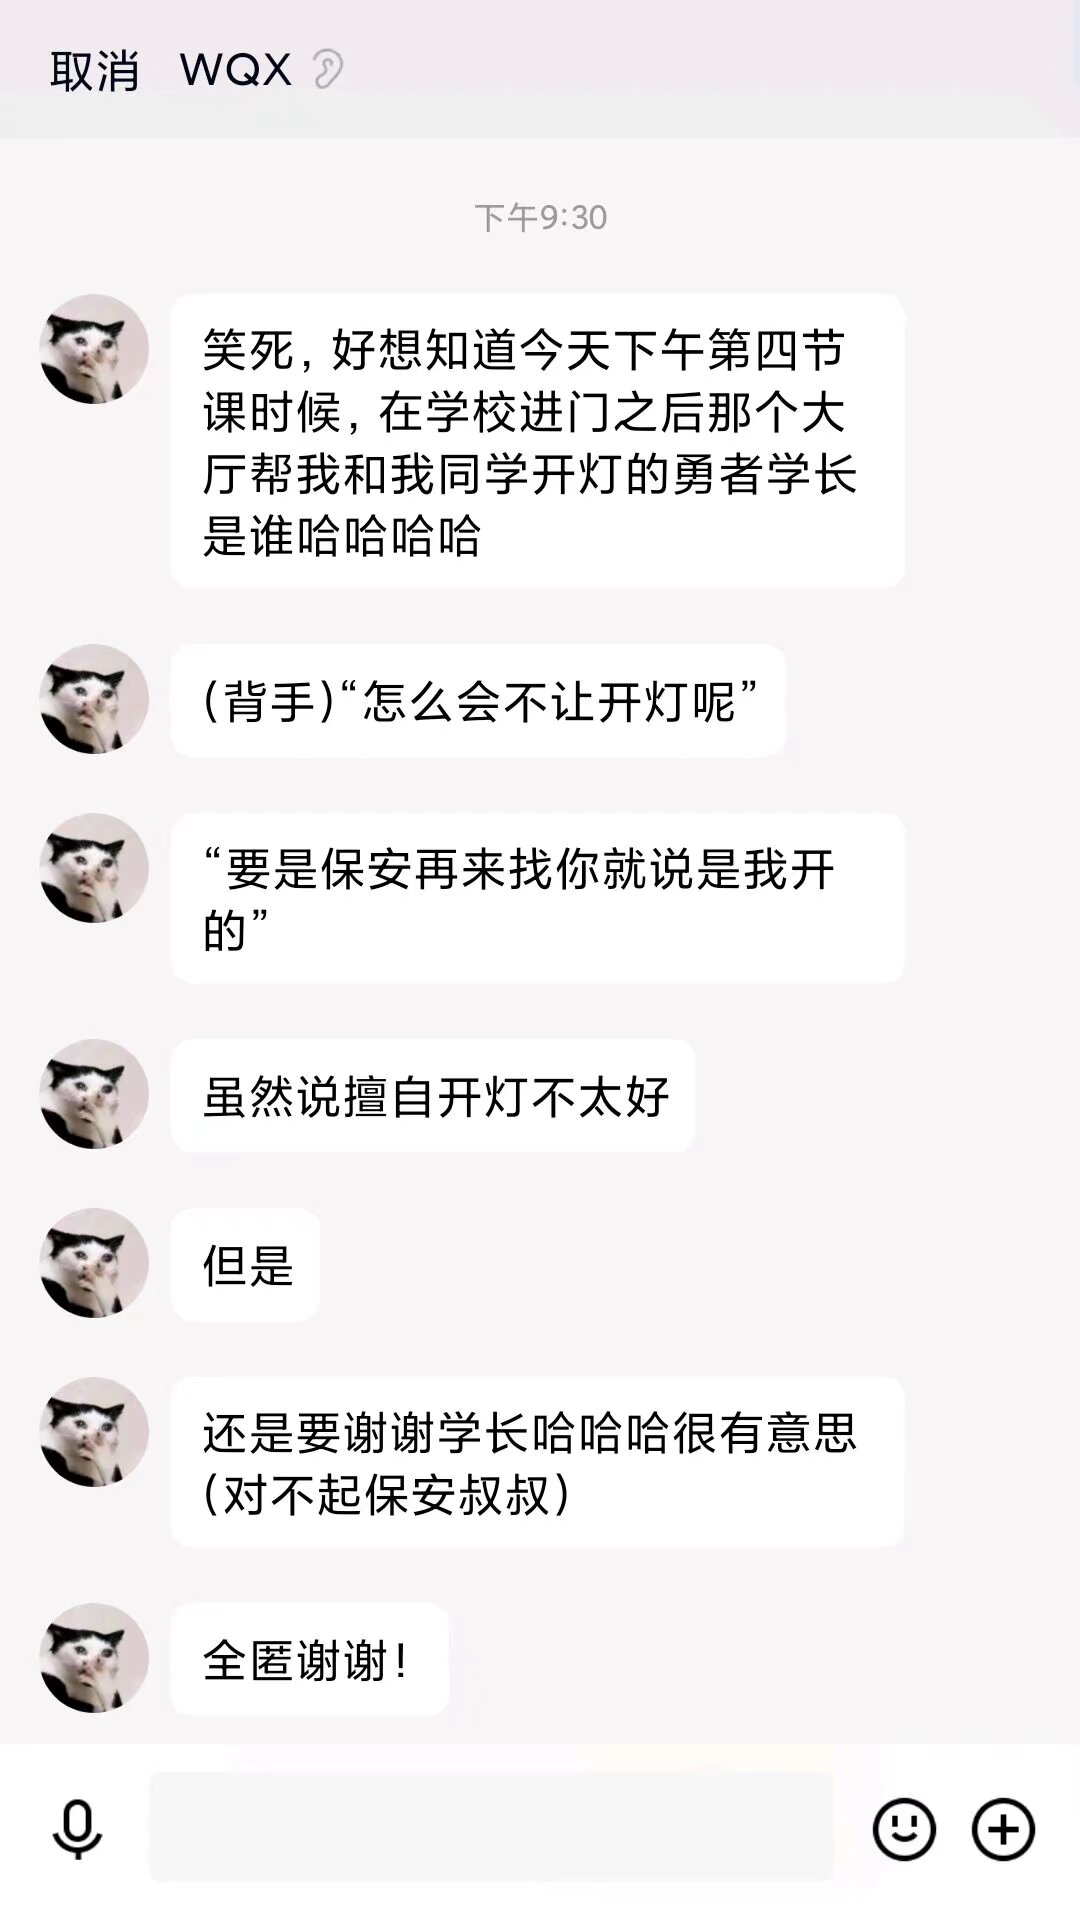 取消 WQX
下午9:30
笑死，好想知道今天下午第四节
课时候，在学校进门之后那个大
厅帮我和我同学开灯的勇者学长
是谁哈哈哈哈
（背手）“怎么会不让开灯呢”
“要是保安再来找你就说是我开
的”
虽然说擅自开灯不太好
但是
还是要谢谢学长哈哈哈很有意思
（对不起保安叔叔）
全匿谢谢！